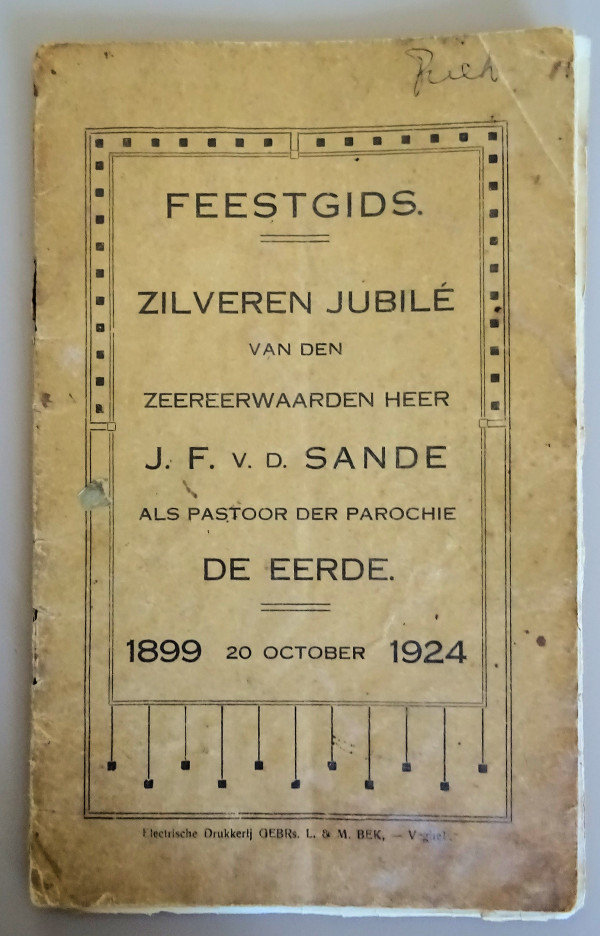 FEESTGIDS.
ZILVEREN JUBILÉ
VAN DEN
ZEEREERWAARDEN HEER
J. F. V. D. SANDE
ALS PASTOOR DER PAROCHIE
DE EERDE.
1899 20 OCTOBER 1924
Electrische Drukkerij GEBRs. L. & M. BEK, — Veghel.